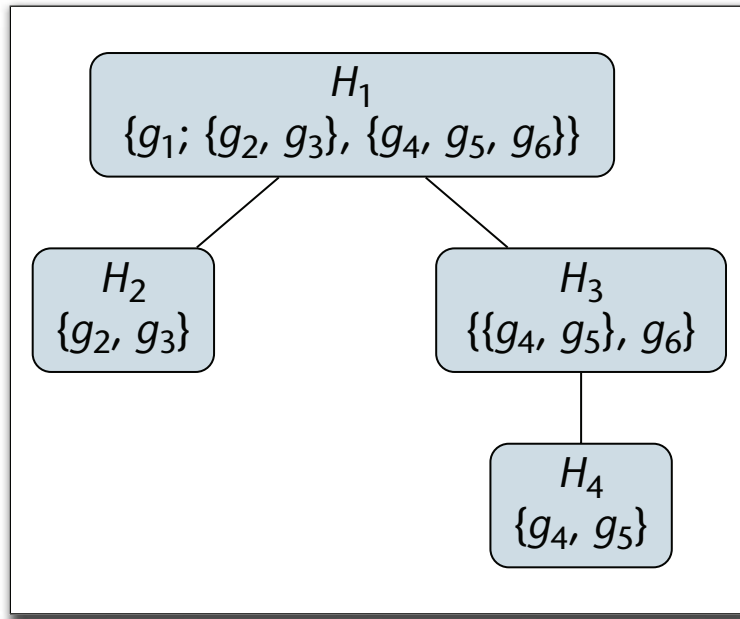 H₁
{g₁; {g₂, g₃}, {g₄, g₅, g₆}}
H₂
{g₂, g₃}
H₃
{{g₄, g₅}, g₆}
H₄
{g₄, g₅}